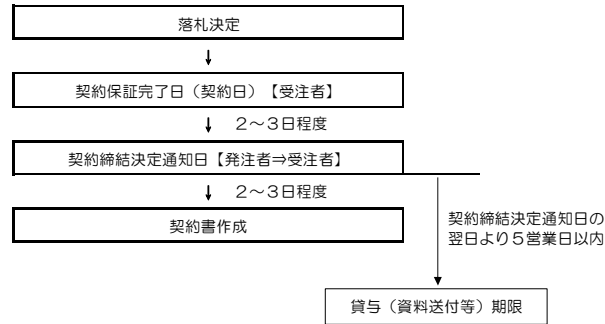 落札決定
↓
契約保証完了日（契約日）【受注者】
↓ ２～３日程度
契約締結決定通知日【発注者⇒受注者】
↓ ２～３日程度
契約書作成
契約締結決定通知日の
翌日より５営業日以内
貸与（資料送付等）期限